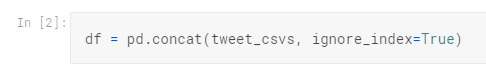 In [2]:
df = pd.concat(tweet_csvs, ignore_index=True)